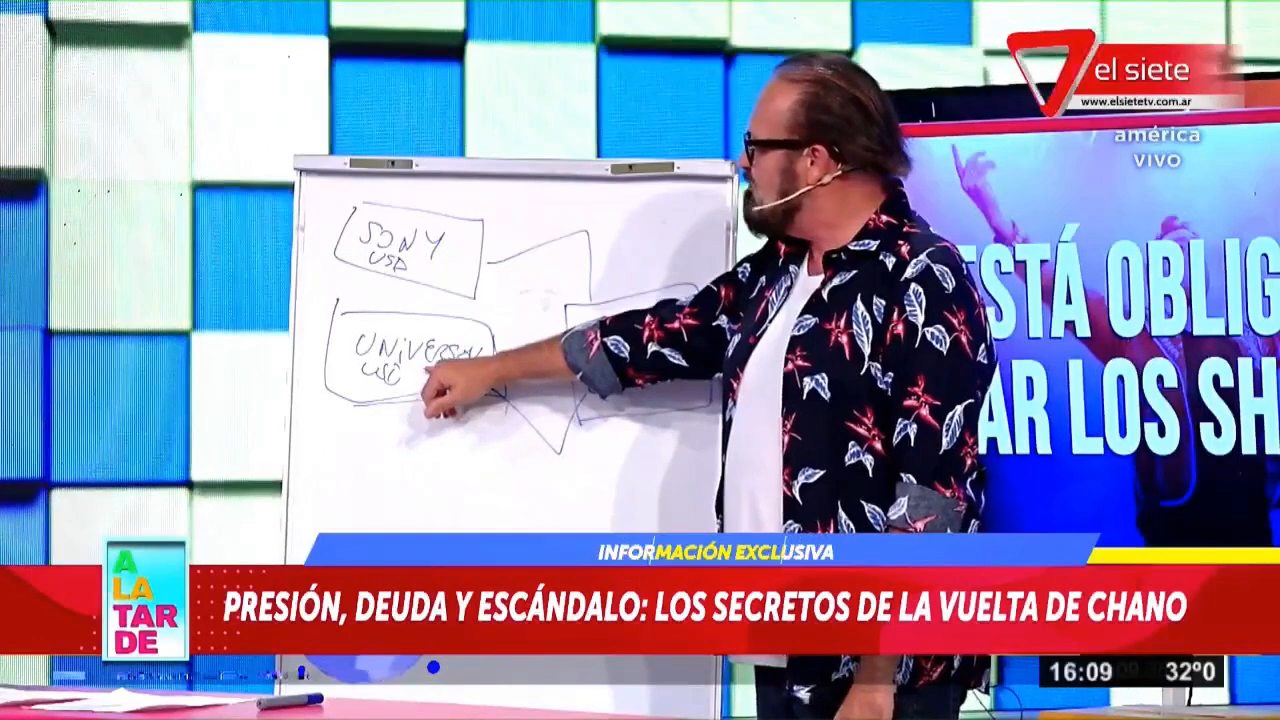 el siete
www.elsietetv.com.ar
américa
VIVO
SONY
USA
UNIVERSAL
ESTÁ OBLIG
AR LOS SH
INFORMACIÓN EXCLUSIVA
A
LA
TAR
DE
PRESIÓN, DEUDA Y ESCÁNDALO: LOS SECRETOS DE LA VUELTA DE CHANO
16:09 32°0